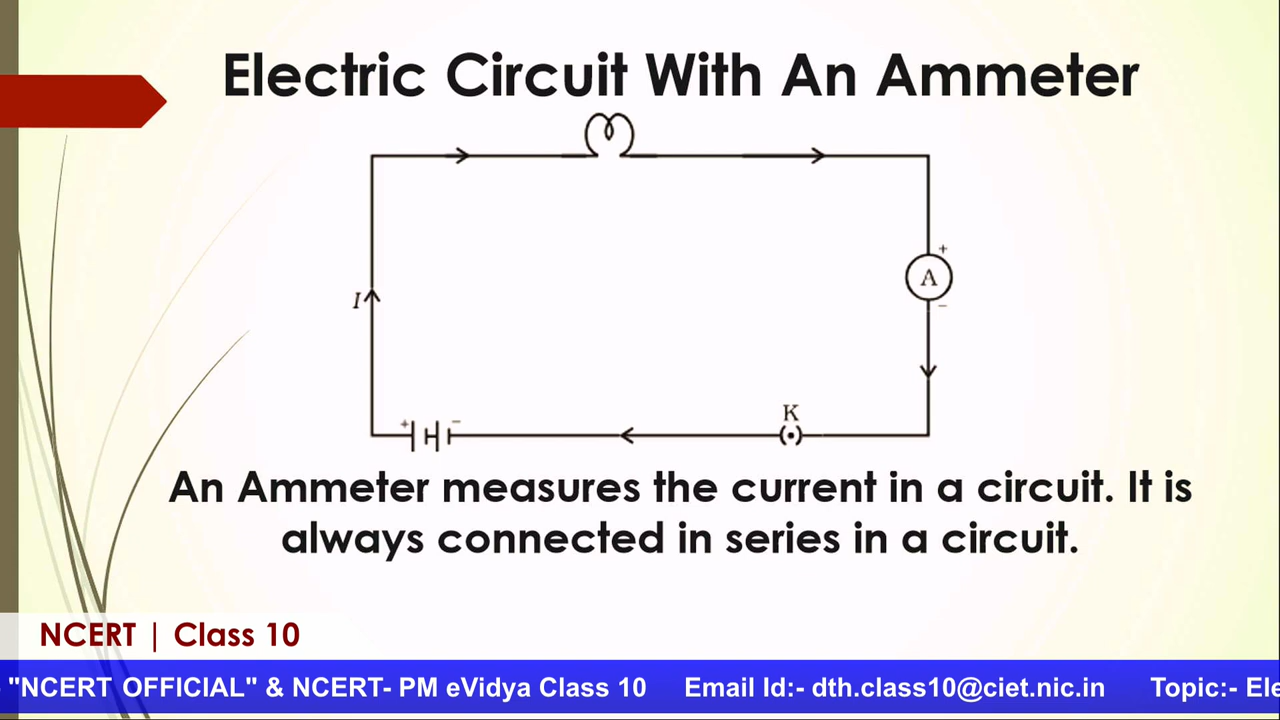 Electric Circuit With An Ammeter
I
+
A
-
K
+
-
An Ammeter measures the current in a circuit. It is
always connected in series in a circuit.
NCERT | Class 10
"NCERT OFFICIAL" & NCERT- PM eVidya Class 10 Email Id:- dth.class10@ciet.nic.in Topic:- Ele